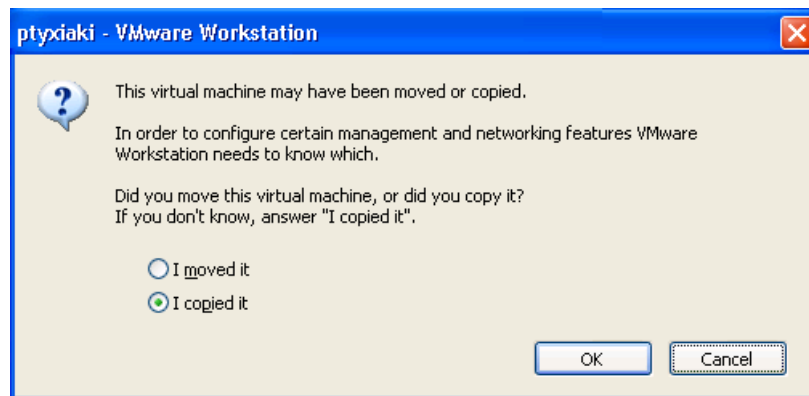 ptyxiaki - VMware Workstation
This virtual machine may have been moved or copied.
In order to configure certain management and networking features VMware
Workstation needs to know which.
Did you move this virtual machine, or did you copy it?
If you don't know, answer "I copied it".
I moved it
I copied it
OK
Cancel